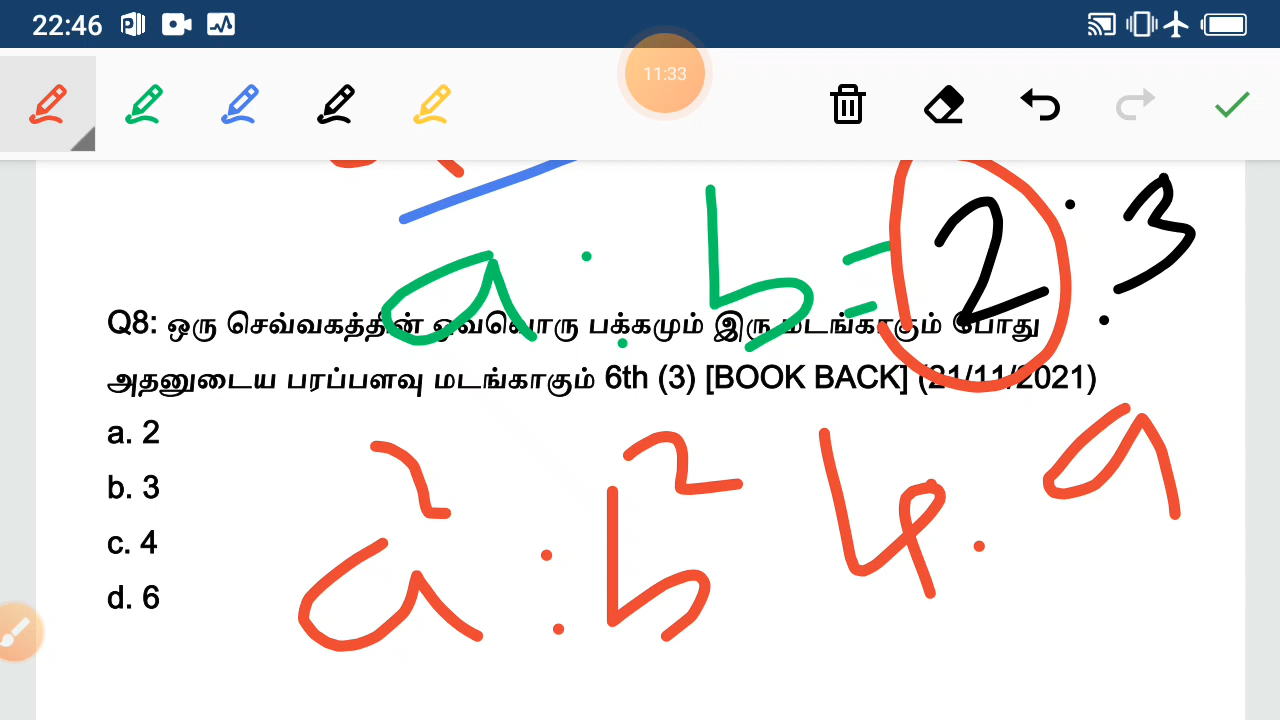 22:46
11:33
a : b = 2 : 3
Q8: ஒரு செவ்வகத்தின் ஒவ்வொரு பக்கமும் இரு மடங்காகும் போது
அதனுடைய பரப்பளவு மடங்காகும் 6th (3) [BOOK BACK] (21/11/2021)
a. 2
b. 3
c. 4
d. 6
a² : b² 4 . 9